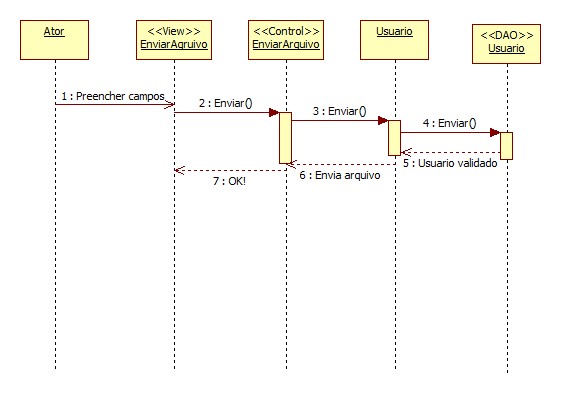 Ator
<<View>>
EnviarAqruivo
<<Control>>
EnviarArquivo
Usuario
<<DAO>>
Usuario
1 : Preencher campos
2 : Enviar()
3 : Enviar()
4 : Enviar()
5 : Usuario validado
6 : Envia arquivo
7 : OK!